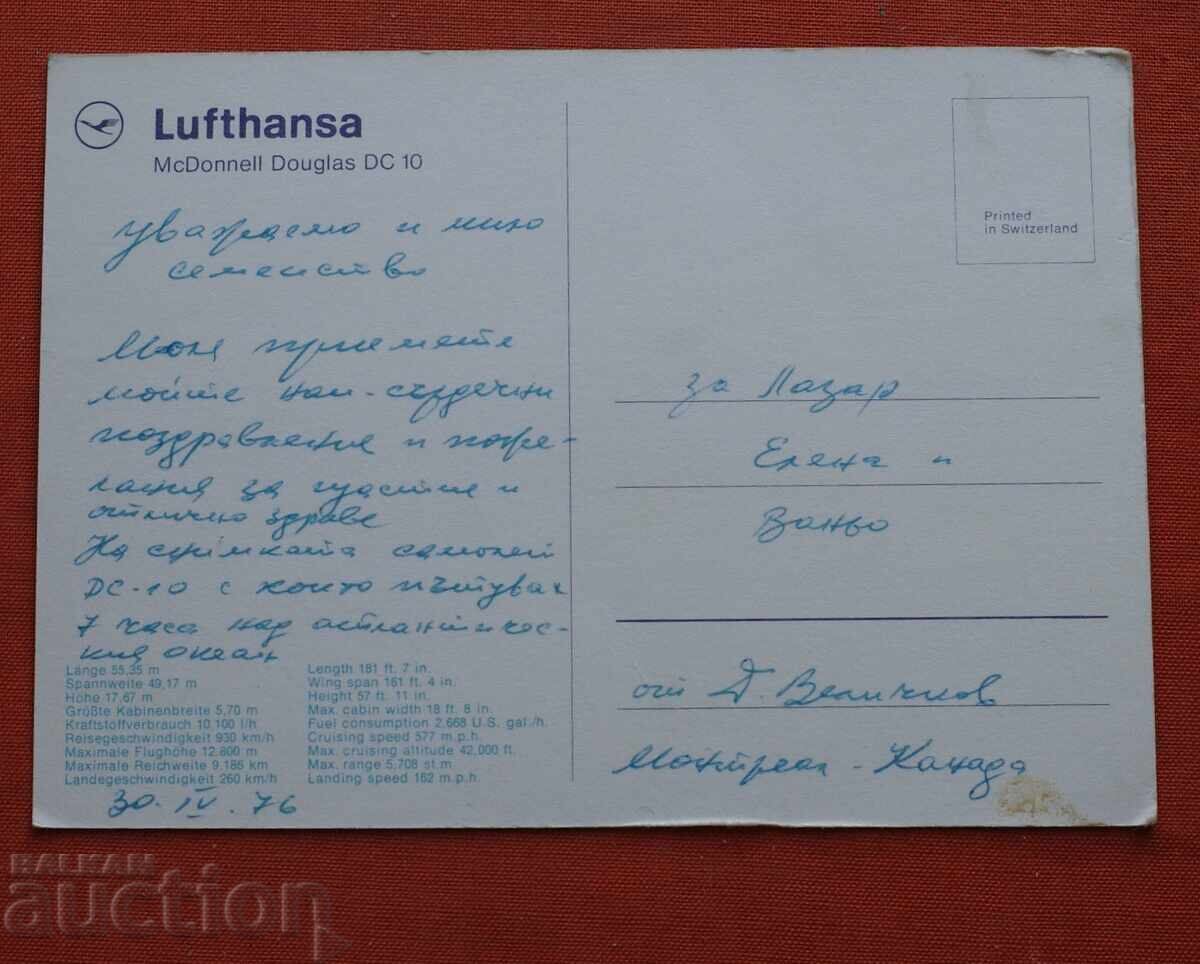 Lufthansa
McDonnell Douglas DC 10
Уважаемо и мило
семейство
Моля приемете
мойте най-сърдечни
поздравления и поже-
лания за щастие и
отлично здраве
На снимката самолет
DC-10 с който пътувах
7 часа над отлантичес-
кия океан
Länge 55,35 m
Spannweite 49,17 m
Höhe 17,67 m
Größte Kabinenbreite 5,70 m
Kraftstoffverbrauch 10 100 l/h
Reisegeschwindigkeit 930 km/h
Maximale Flughöhe 12.800 m
Maximale Reichweite 9.185 km
Landegeschwindigkeit 260 km/h
Length 181 ft. 7 in.
Wing span 161 ft. 4 in.
Height 57 ft. 11 in.
Max. cabin width 18 ft. 8 in.
Fuel consumption 2,668 U.S. gal./h.
Cruising speed 577 m.p.h.
Max. cruising altitude 42,000 ft.
Max. range 5,708 st.m
Landing speed 162 m.p.h.
30. IV. 76
Printed
in Switzerland
за Лазар
Елена и
Ваньо
от Д. Величков
Монтреал - Канада
BALKAN
auction